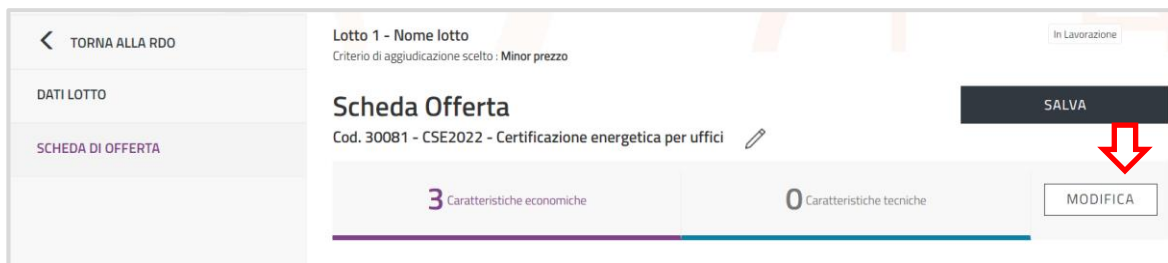 TORNA ALLA RDO
DATI LOTTO
SCHEDA DI OFFERTA
Lotto 1 - Nome lotto
Criterio di aggiudicazione scelto : Minor prezzo
In Lavorazione
Scheda Offerta
SALVA
Cod. 30081 - CSE2022 - Certificazione energetica per uffici
3 Caratteristiche economiche
0 Caratteristiche tecniche
MODIFICA